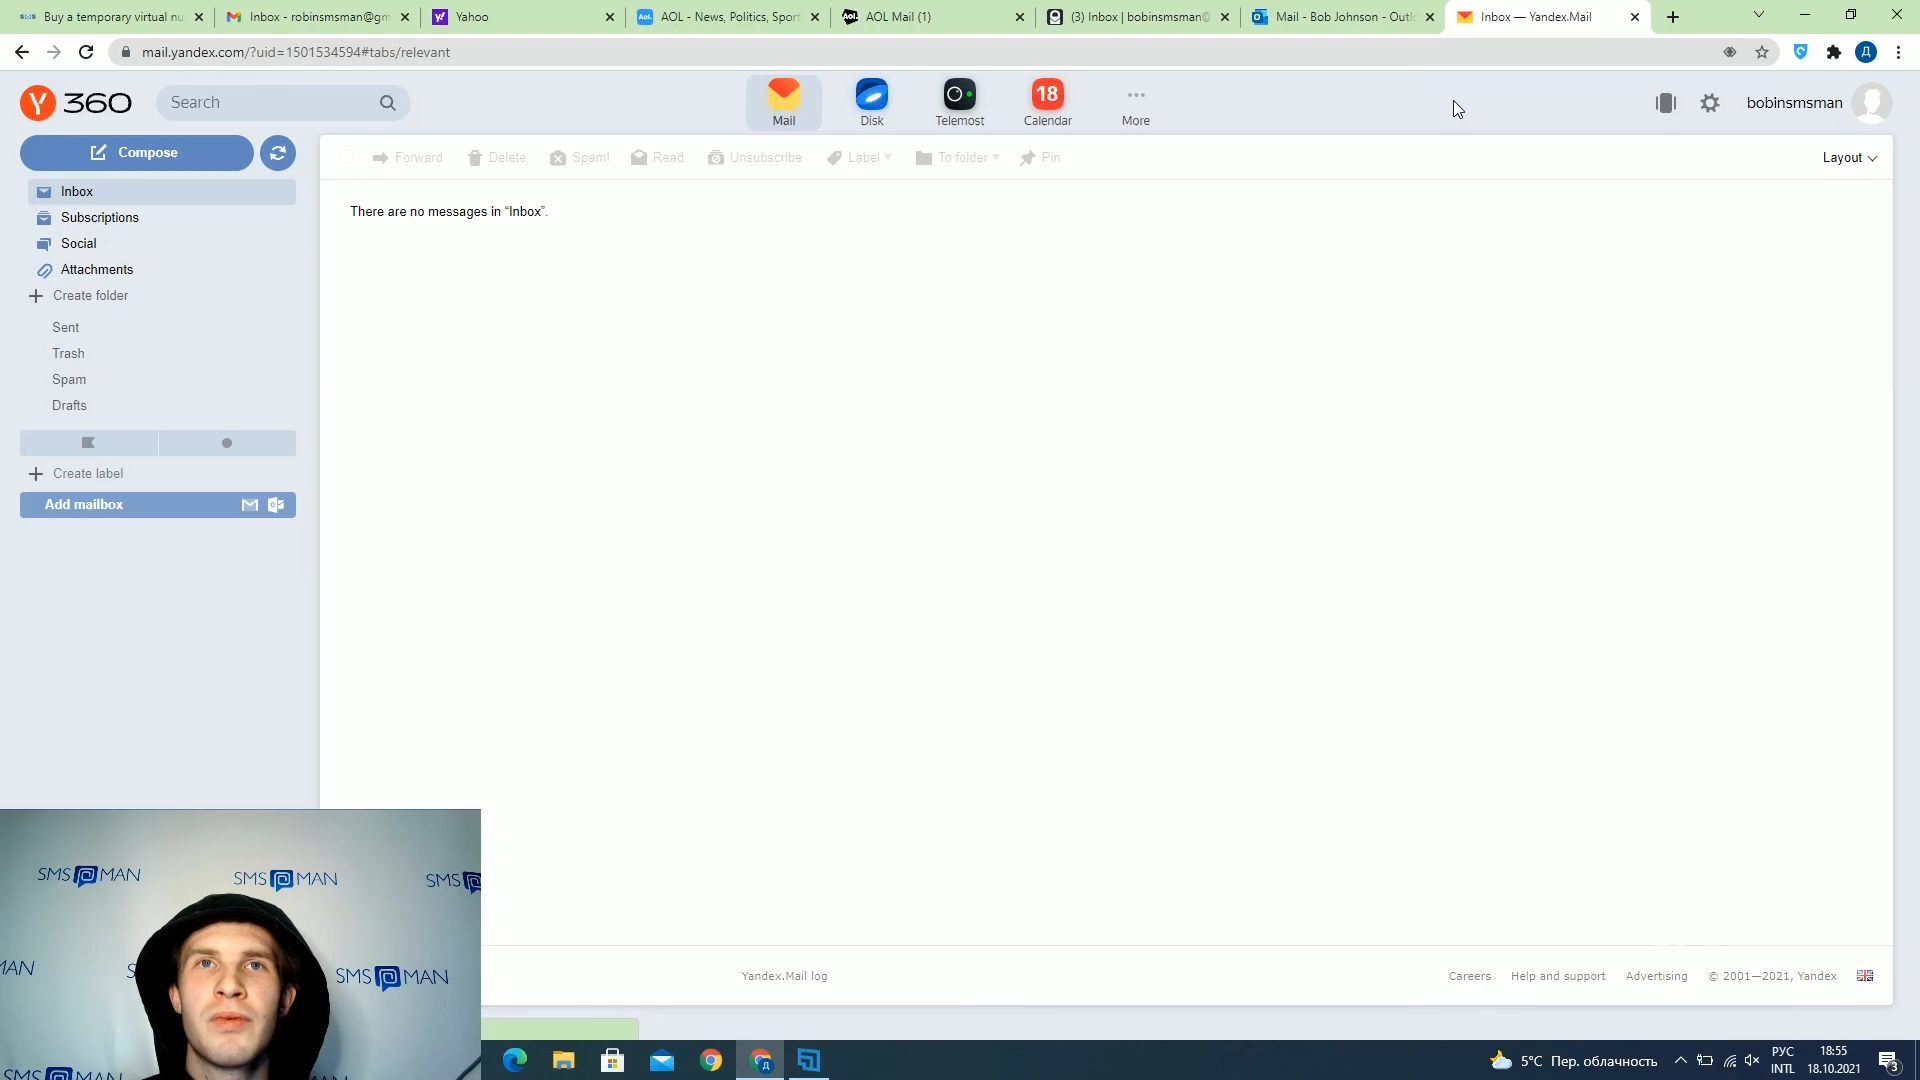 Buy a temporary virtual nu
Inbox - robinsmsman@gm
Yahoo
AOL - News, Politics, Sport
AOL Mail (1)
(3) Inbox | bobinsmsman@
Mail - Bob Johnson - Outlo
Inbox — Yandex.Mail
mail.yandex.com/?uid=1501534594#tabs/relevant
Д
360
Search
Mail
Disk
Telemost
18
Calendar
More
bobinsmsman
Compose
Forward
Delete
Spam!
Read
Unsubscribe
Label
To folder
Pin
Layout
Inbox
There are no messages in “Inbox”.
Subscriptions
Social
Attachments
Create folder
Sent
Trash
Spam
Drafts
Create label
Add mailbox
SMS MAN
SMS MAN
SMS
MAN
S
SMS MAN
SMS MAN
SMS
Yandex.Mail log
Careers
Help and support
Advertising
© 2001—2021, Yandex
5°C Пер. облачность
РУС
INTL
18:55
18.10.2021
3